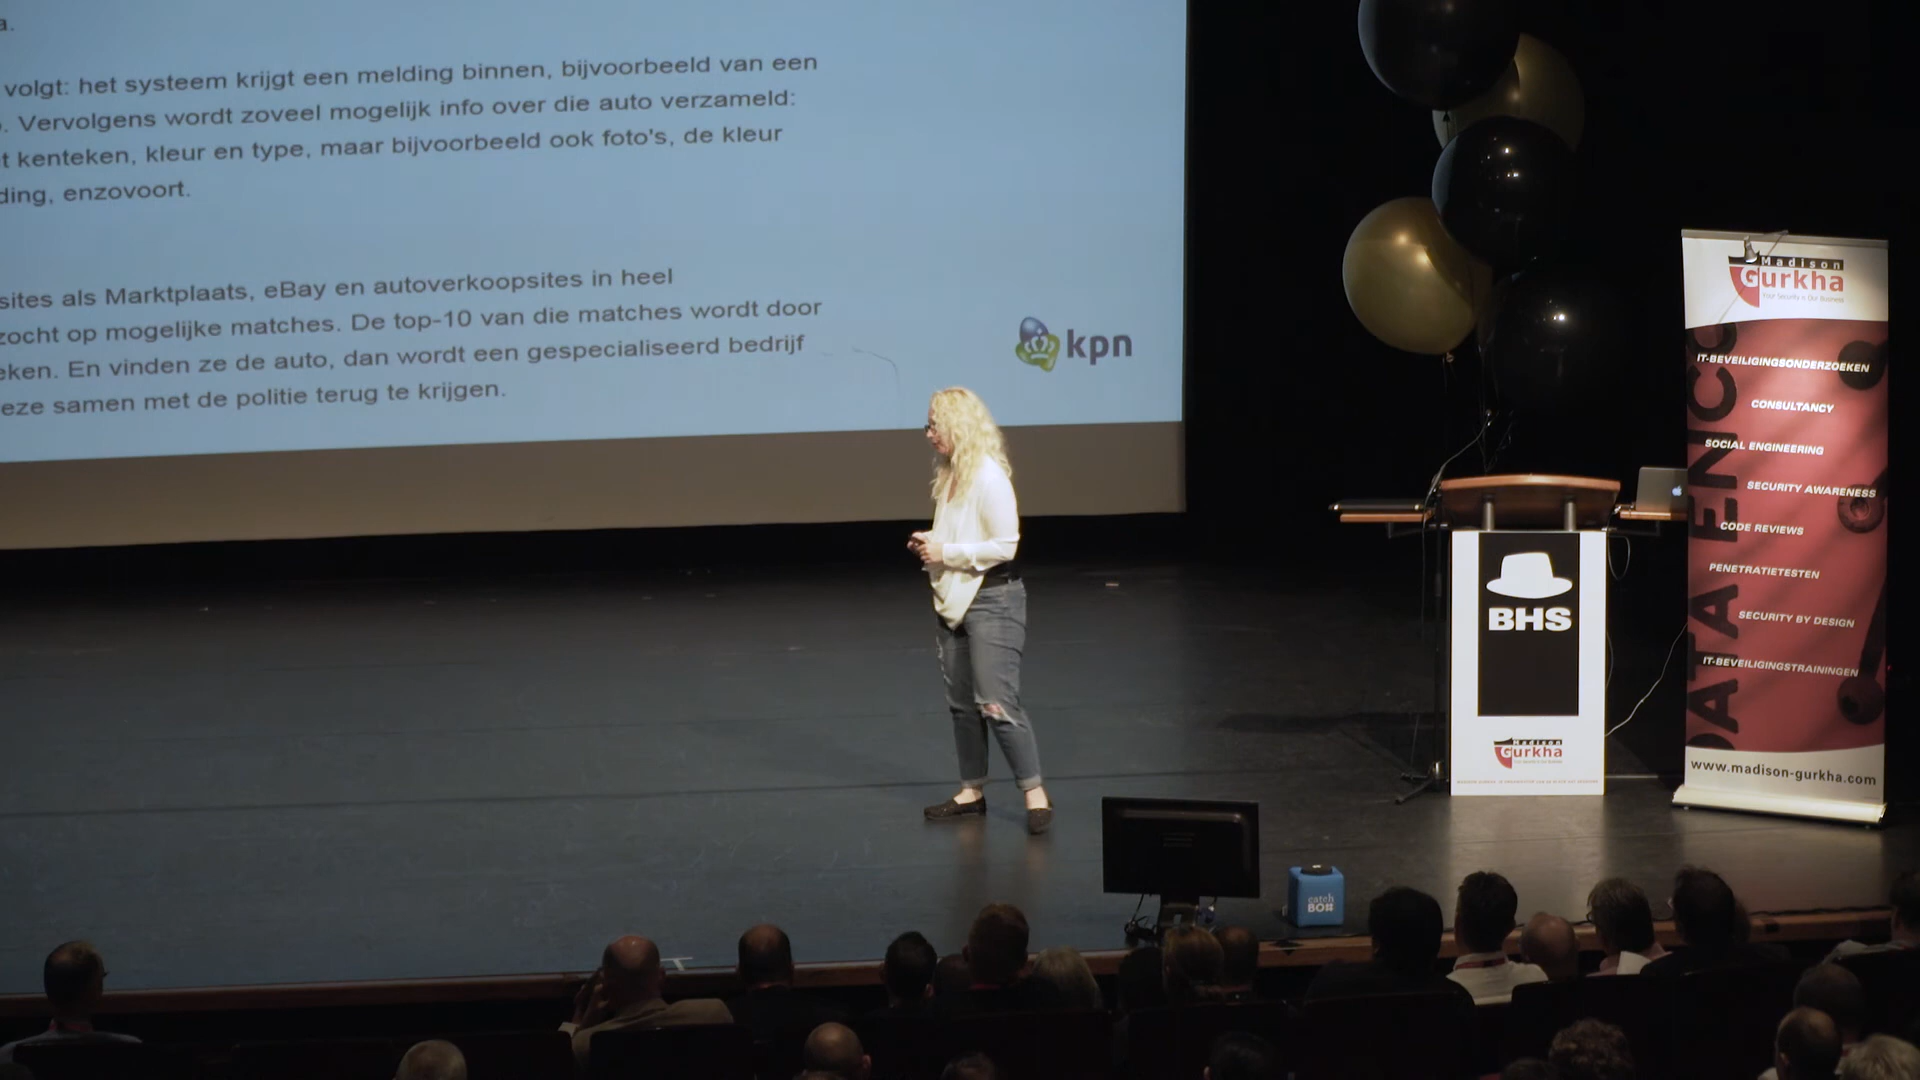 a.
volgt: het systeem krijgt een melding binnen, bijvoorbeeld van een
. Vervolgens wordt zoveel mogelijk info over die auto verzameld:
t kenteken, kleur en type, maar bijvoorbeeld ook foto's, de kleur
ding, enzovoort.
sites als Marktplaats, eBay en autoverkoopsites in heel
zocht op mogelijke matches. De top-10 van die matches wordt door
eken. En vinden ze de auto, dan wordt een gespecialiseerd bedrijf
eze samen met de politie terug te krijgen.
kpn
Madison
Gurkha
Your Security is Our Business
DATA ENC
IT-BEVEILIGINGSONDERZOEKEN
CONSULTANCY
SOCIAL ENGINEERING
SECURITY AWARENESS
CODE REVIEWS
PENETRATIETESTEN
SECURITY BY DESIGN
IT-BEVEILIGINGSTRAININGEN
www.madison-gurkha.com
BHS
Madison
Gurkha
catch
BOX